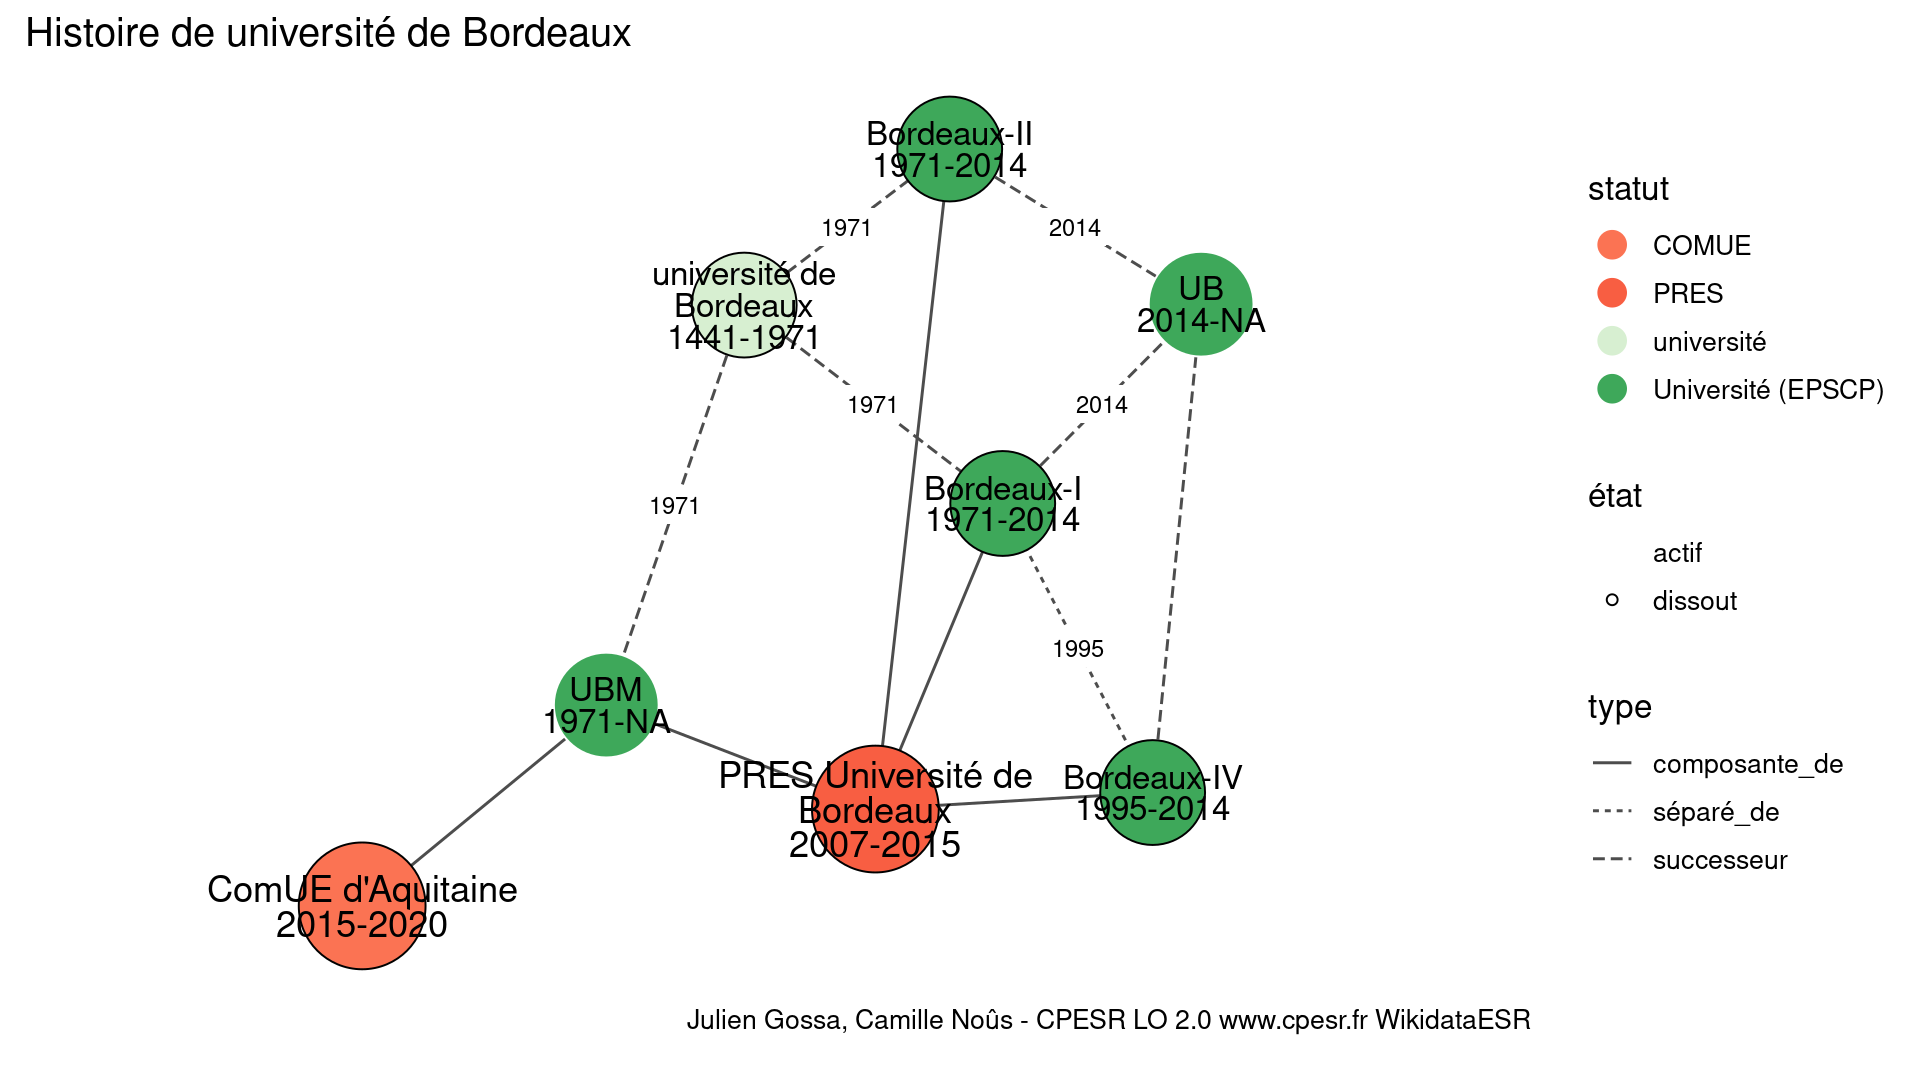 Histoire de université de Bordeaux
Bordeaux-II
1971-2014
1971
2014
université de
Bordeaux
1441-1971
UB
2014-NA
1971
2014
Bordeaux-I
1971-2014
1971
1995
UBM
1971-NA
PRES Université de
Bordeaux
2007-2015
Bordeaux-IV
1995-2014
ComUE d'Aquitaine
2015-2020
statut
COMUE
PRES
université
Université (EPSCP)
état
actif
dissout
type
composante_de
séparé_de
successeur
Julien Gossa, Camille Noûs - CPESR LO 2.0 www.cpesr.fr WikidataESR